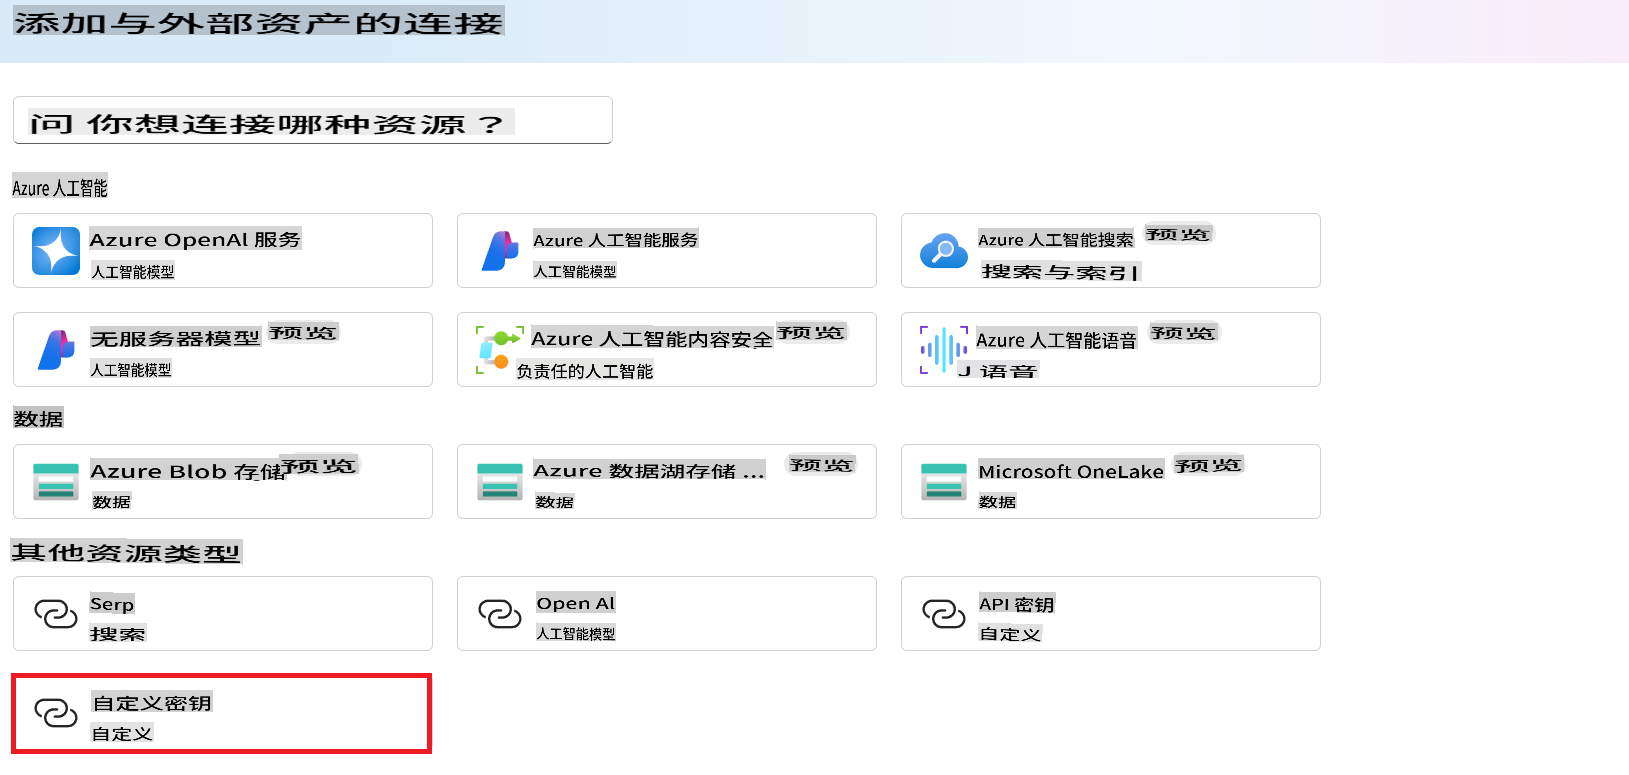 添加与外部资产的连接
问 你想连接哪种资源？
Azure 人工智能
Azure OpenAI 服务
人工智能模型
Azure 人工智能服务
人工智能模型
Azure 人工智能搜索 预览
搜索与索引
无服务器模型 预览
人工智能模型
Azure 人工智能内容安全 预览
负责任的人工智能
Azure 人工智能语音 预览
J 语音
数据
Azure Blob 存储 预览
数据
Azure 数据湖存储 ... 预览
数据
Microsoft OneLake 预览
数据
其他资源类型
Serp
搜索
Open AI
人工智能模型
API 密钥
自定义
自定义密钥
自定义